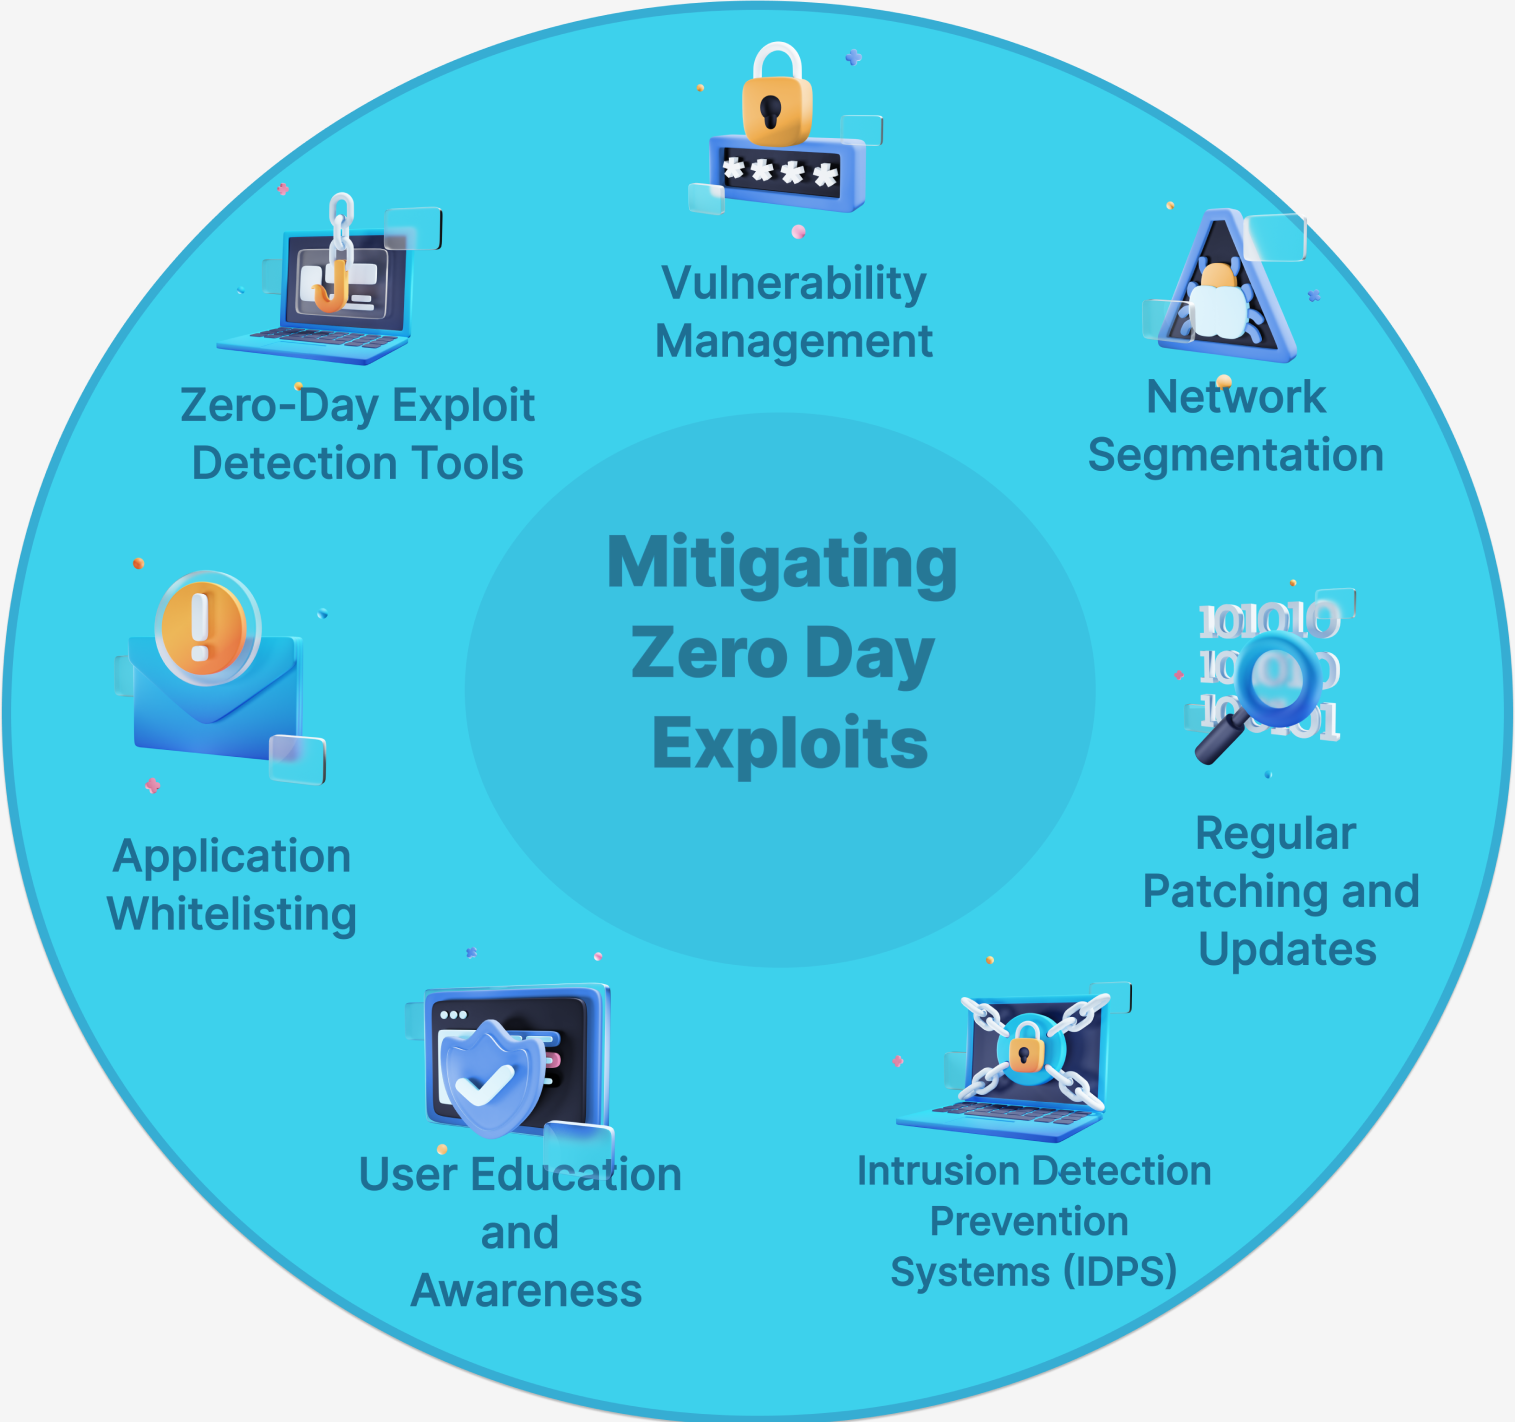 Vulnerability
Management
Network
Segmentation
Regular
Patching and
Updates
Intrusion Detection
Prevention
Systems (IDPS)
User Education
and
Awareness
Application
Whitelisting
Zero-Day Exploit
Detection Tools
Mitigating
Zero Day
Exploits